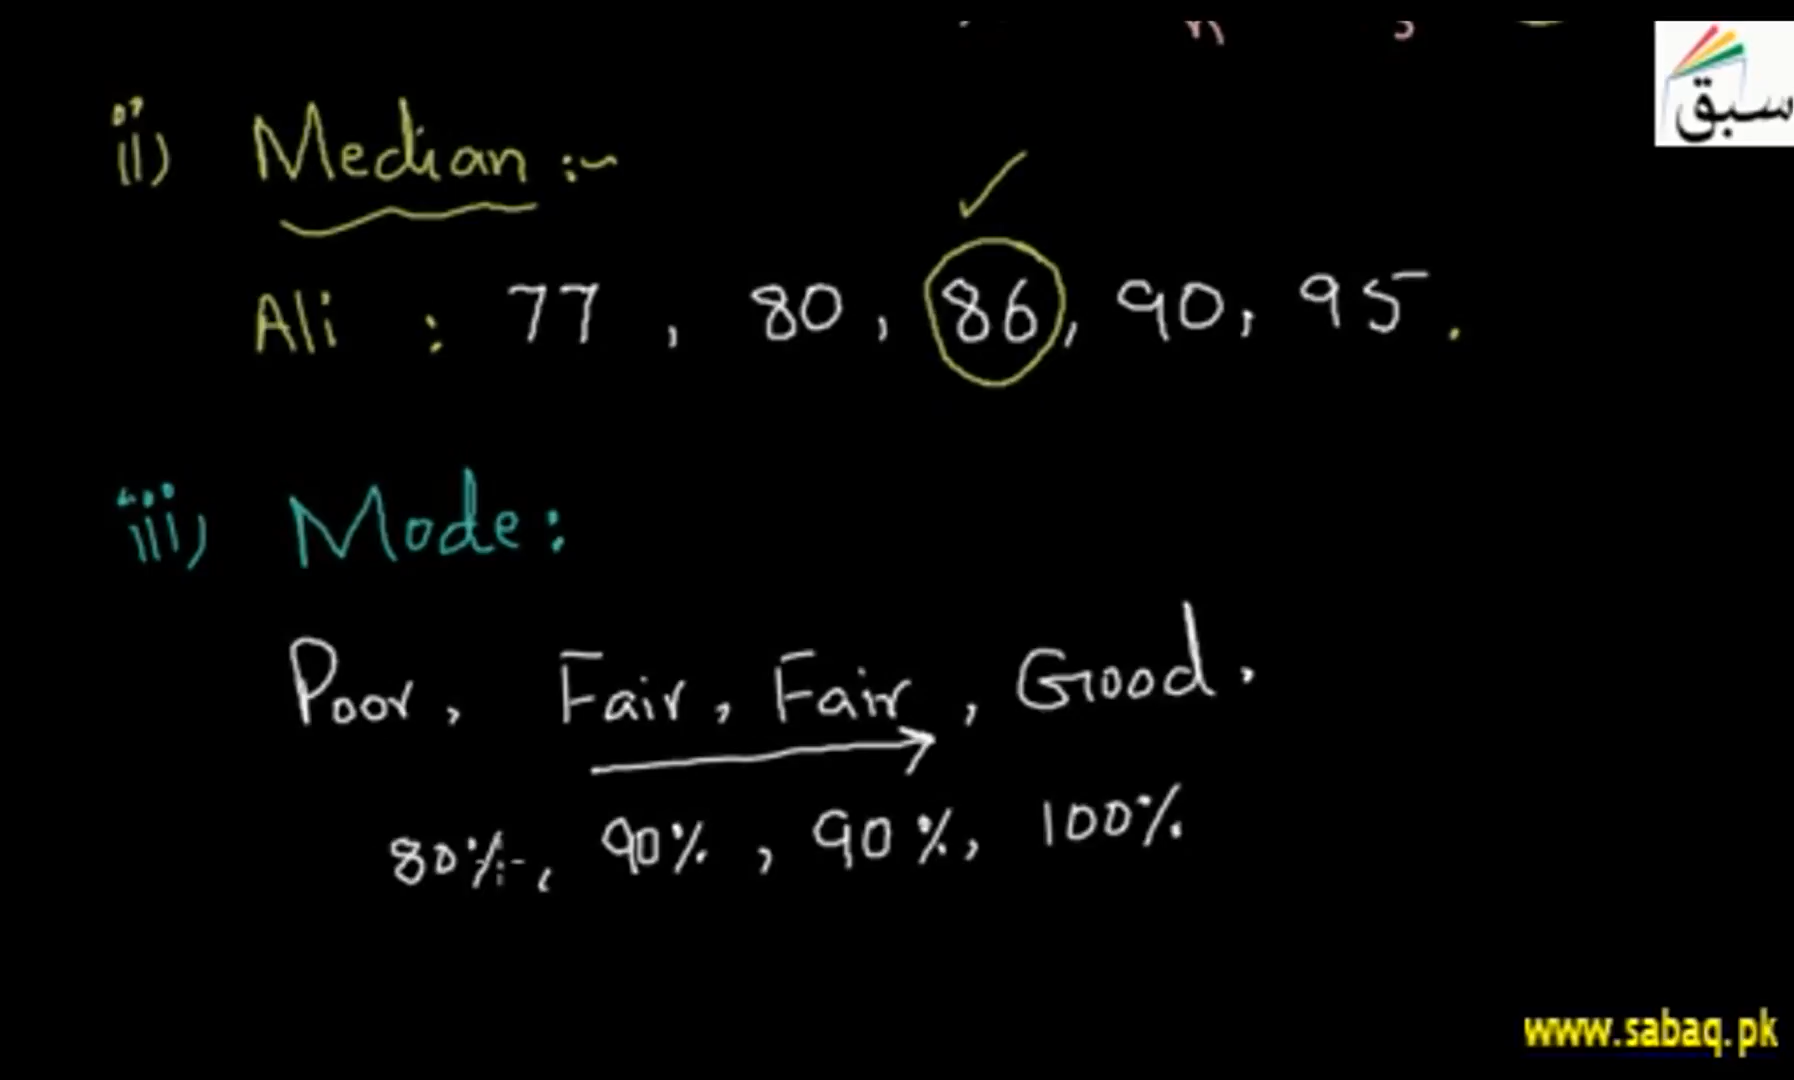 سبق
ii) Median :-
Ali : 77 , 80 , 86 , 90 , 95 .
iii) Mode :
Poor , Fair , Fair , Good .
80% , 90% , 90% , 100%
www.sabaq.pk